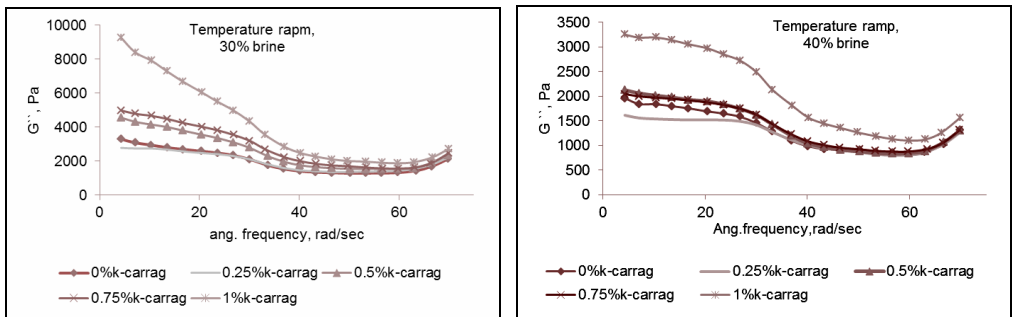 Temperature rapm,
30% brine
10000
8000
6000
4000
2000
0
G``, Pa
0 20 40 60
ang. frequency, rad/sec
0%k-carrag 0.25%k-carrag 0.5%k-carrag
0.75%k-carrag 1%k-carrag
Temperature ramp,
40% brine
3500
3000
2500
2000
1500
1000
500
0
G ``, Pa
0 20 40 60
Ang.frequency,rad/sec
0%k-carrag 0.25%k-carrag 0.5%k-carrag
0.75%k-carrag 1%k-carrag